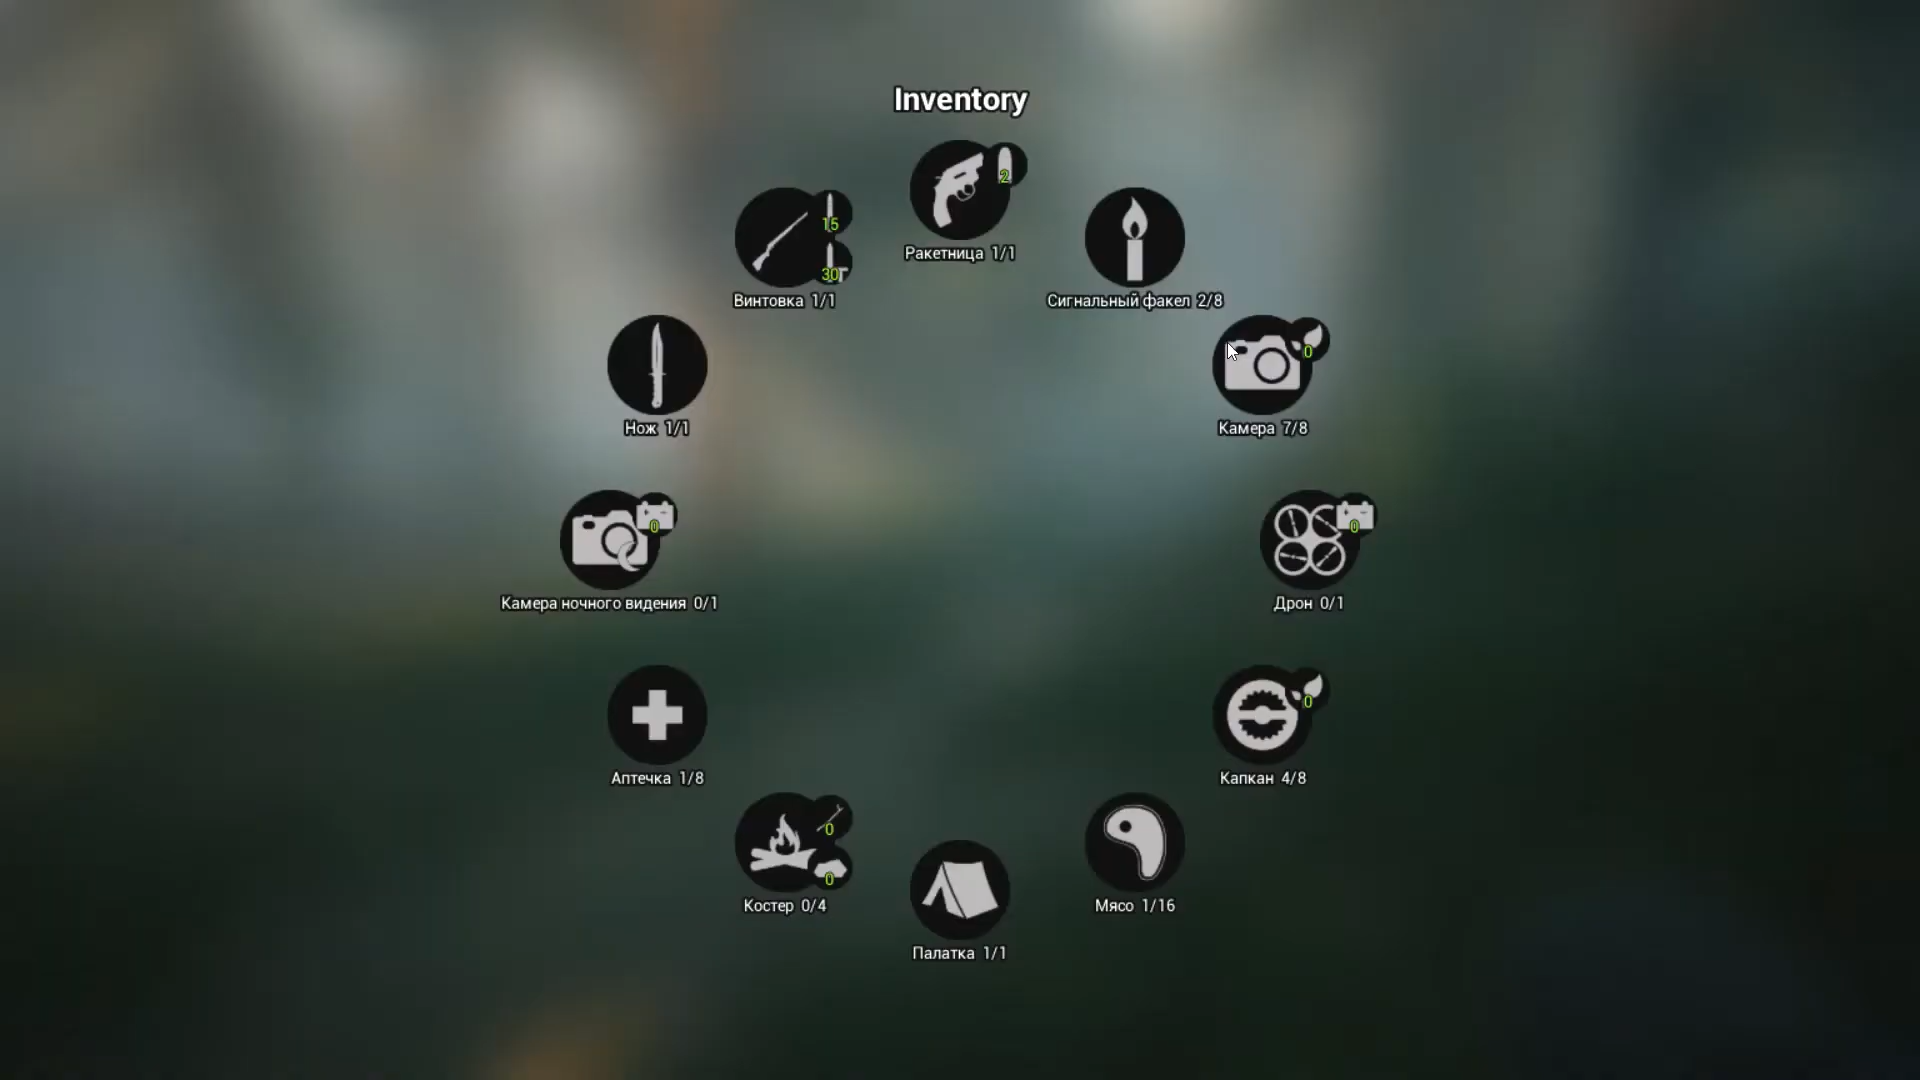 Inventory
2
Ракетница 1/1
15
30
Винтовка 1/1
Сигнальный факел 2/8
Нож 1/1
0
Камера 7/8
0
Камера ночного видения 0/1
0
Дрон 0/1
Аптечка 1/8
0
Капкан 4/8
0
0
Костер 0/4
Палатка 1/1
Мясо 1/16